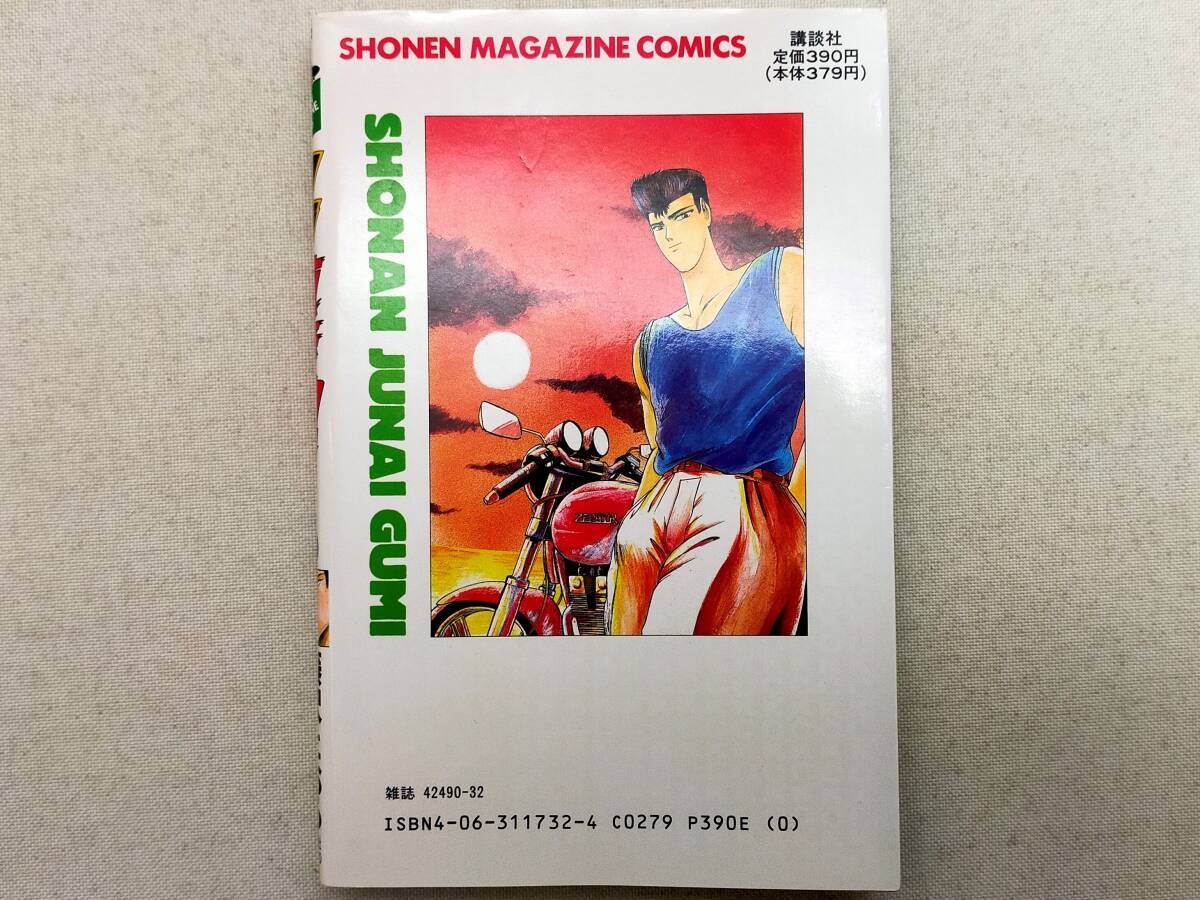 SHONEN MAGAZINE COMICS
講談社
定価390円
(本体379円)
SHONAN JUNAI GUMI
雑誌 42490-32
ISBN4-06-311732-4 C0279 P390E (0)